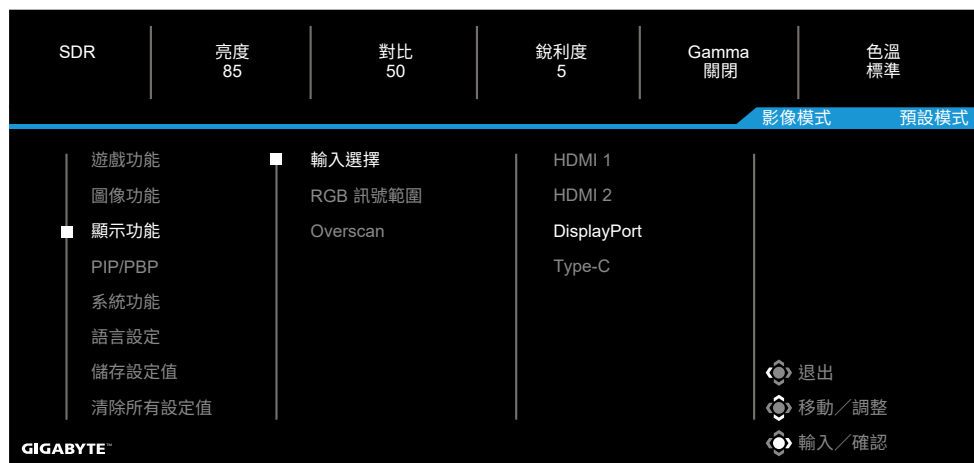 SDR
亮度
85
對比
50
銳利度
5
Gamma
關閉
色溫
標準
影像模式 預設模式
遊戲功能
圖像功能
顯示功能
PIP/PBP
系統功能
語言設定
儲存設定值
清除所有設定值
輸入選擇
RGB 訊號範圍
Overscan
HDMI 1
HDMI 2
DisplayPort
Type-C
退出
移動／調整
輸入／確認
GIGABYTE™